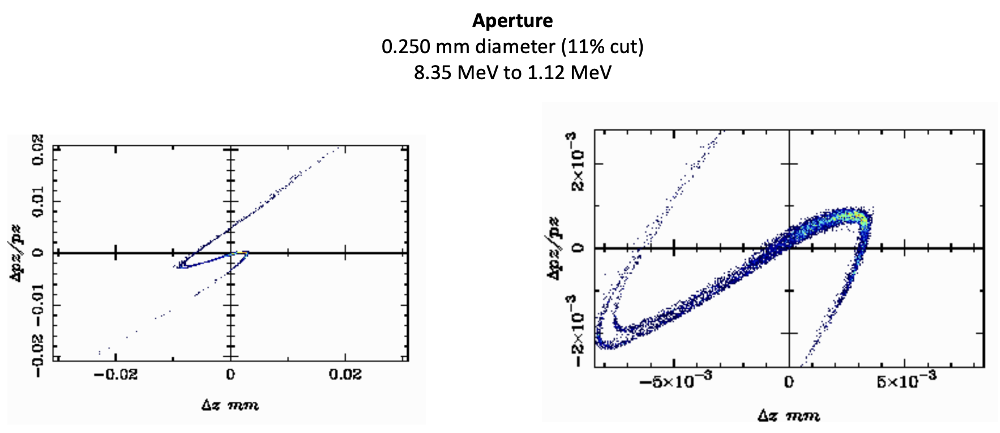 Aperture
0.250 mm diameter (11% cut)
8.35 MeV to 1.12 MeV
Δpz/pz
0.02
0.01
0
−0.01
−0.02
−0.02
0
0.02
Δz mm
Δpz/pz
2×10⁻³
0
−2×10⁻³
−5×10⁻³
0
5×10⁻³
Δz mm